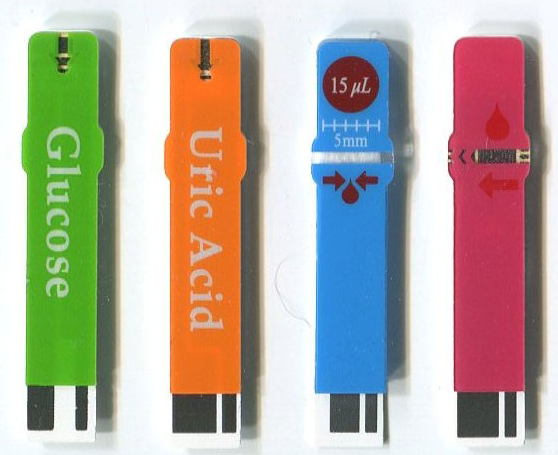 Glucose
Uric Acid
15 μL
5mm